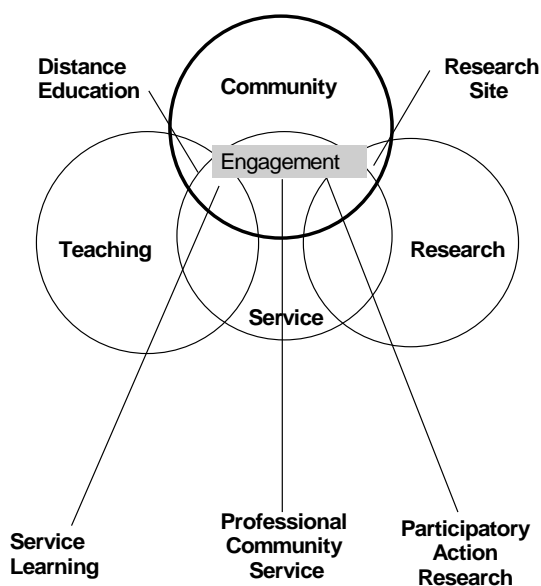 Distance
Education
Community
Research
Site
Engagement
Teaching
Research
Service
Service
Learning
Professional
Community
Service
Participatory
Action
Research